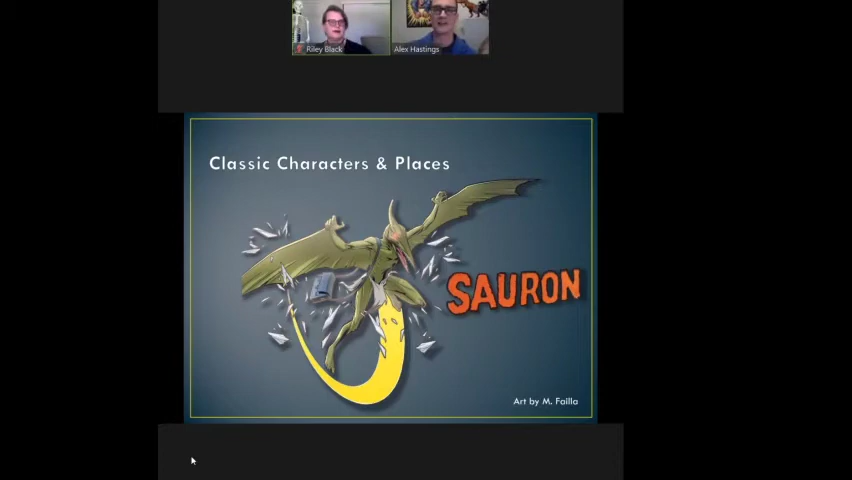 Riley Black
Alex Hastings
Classic Characters & Places
SAURON
Art by M. Failla